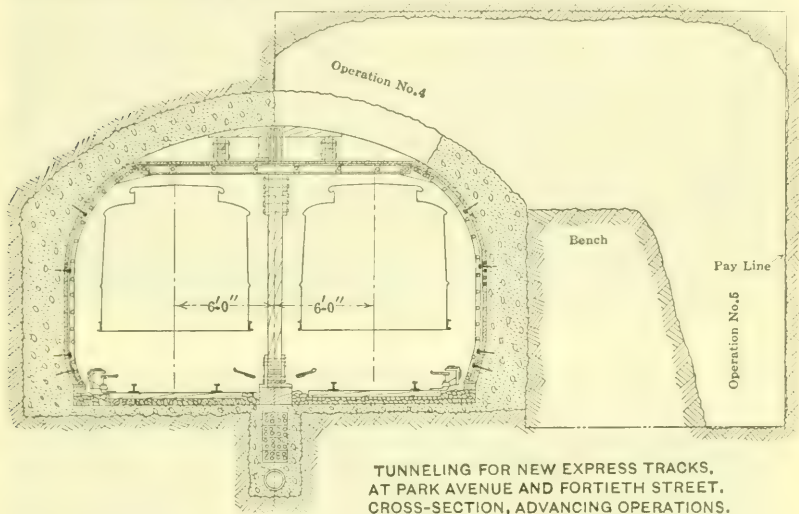 Operation No.4
Bench
Pay Line
Operation No.5
6'-0" 6'-0"
TUNNELING FOR NEW EXPRESS TRACKS,
AT PARK AVENUE AND FORTIETH STREET.
CROSS-SECTION, ADVANCING OPERATIONS.